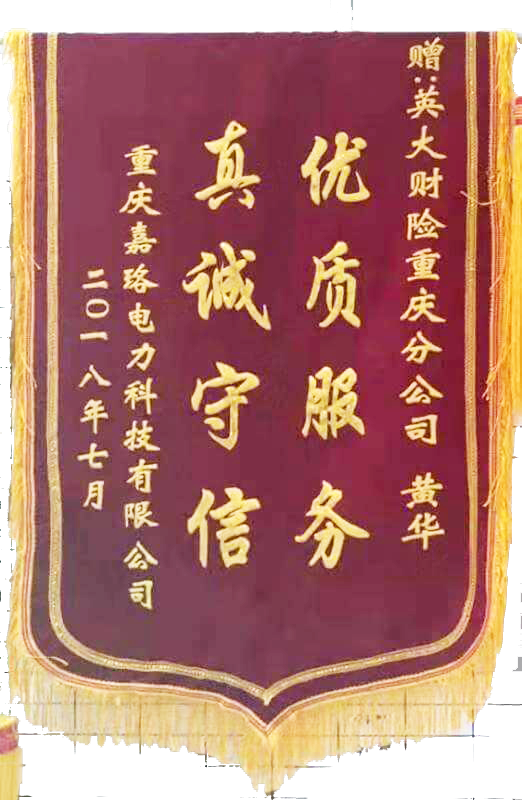 赠:英大财险重庆分公司 黄华
优质服务
真诚守信
重庆嘉珞电力科技有限公司
二〇一八年七月